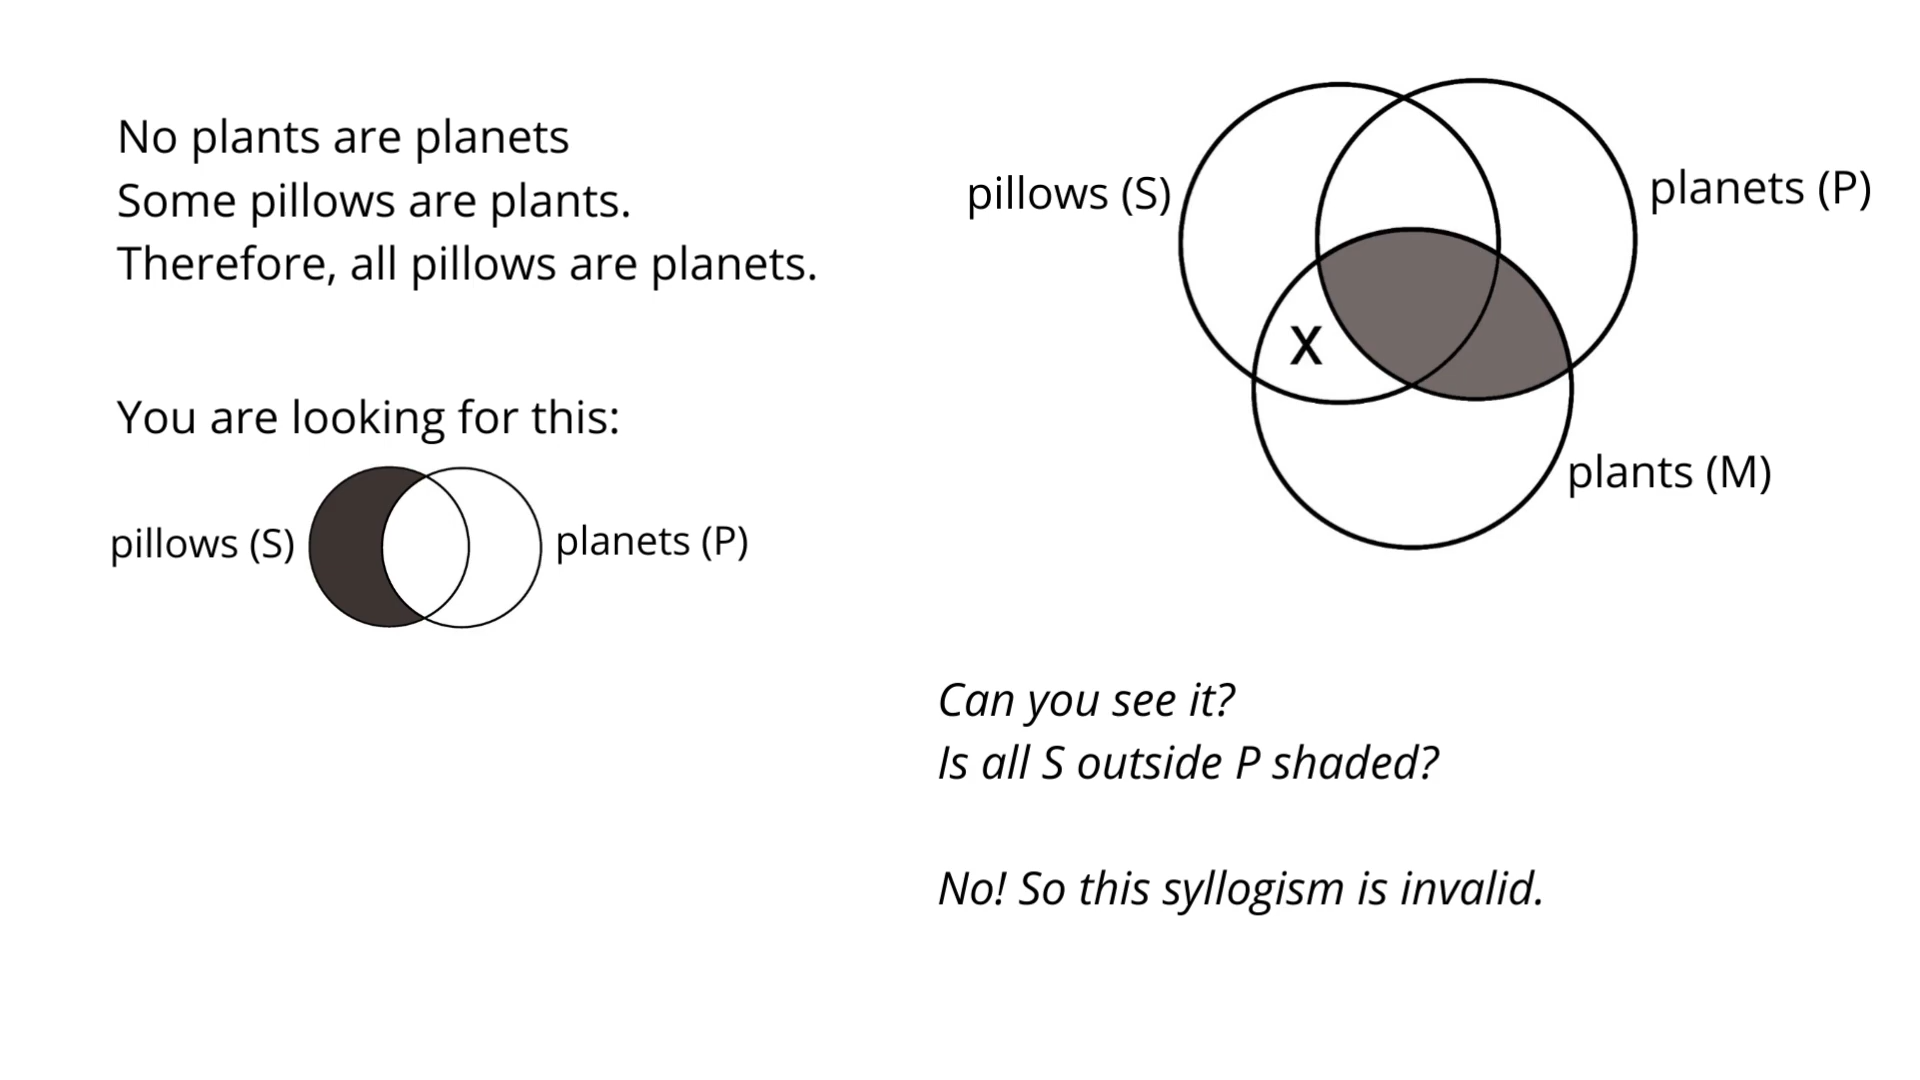 No plants are planets
Some pillows are plants.
Therefore, all pillows are planets.
You are looking for this:
pillows (S)
planets (P)
pillows (S)
planets (P)
X
plants (M)
Can you see it?
Is all S outside P shaded?
No! So this syllogism is invalid.